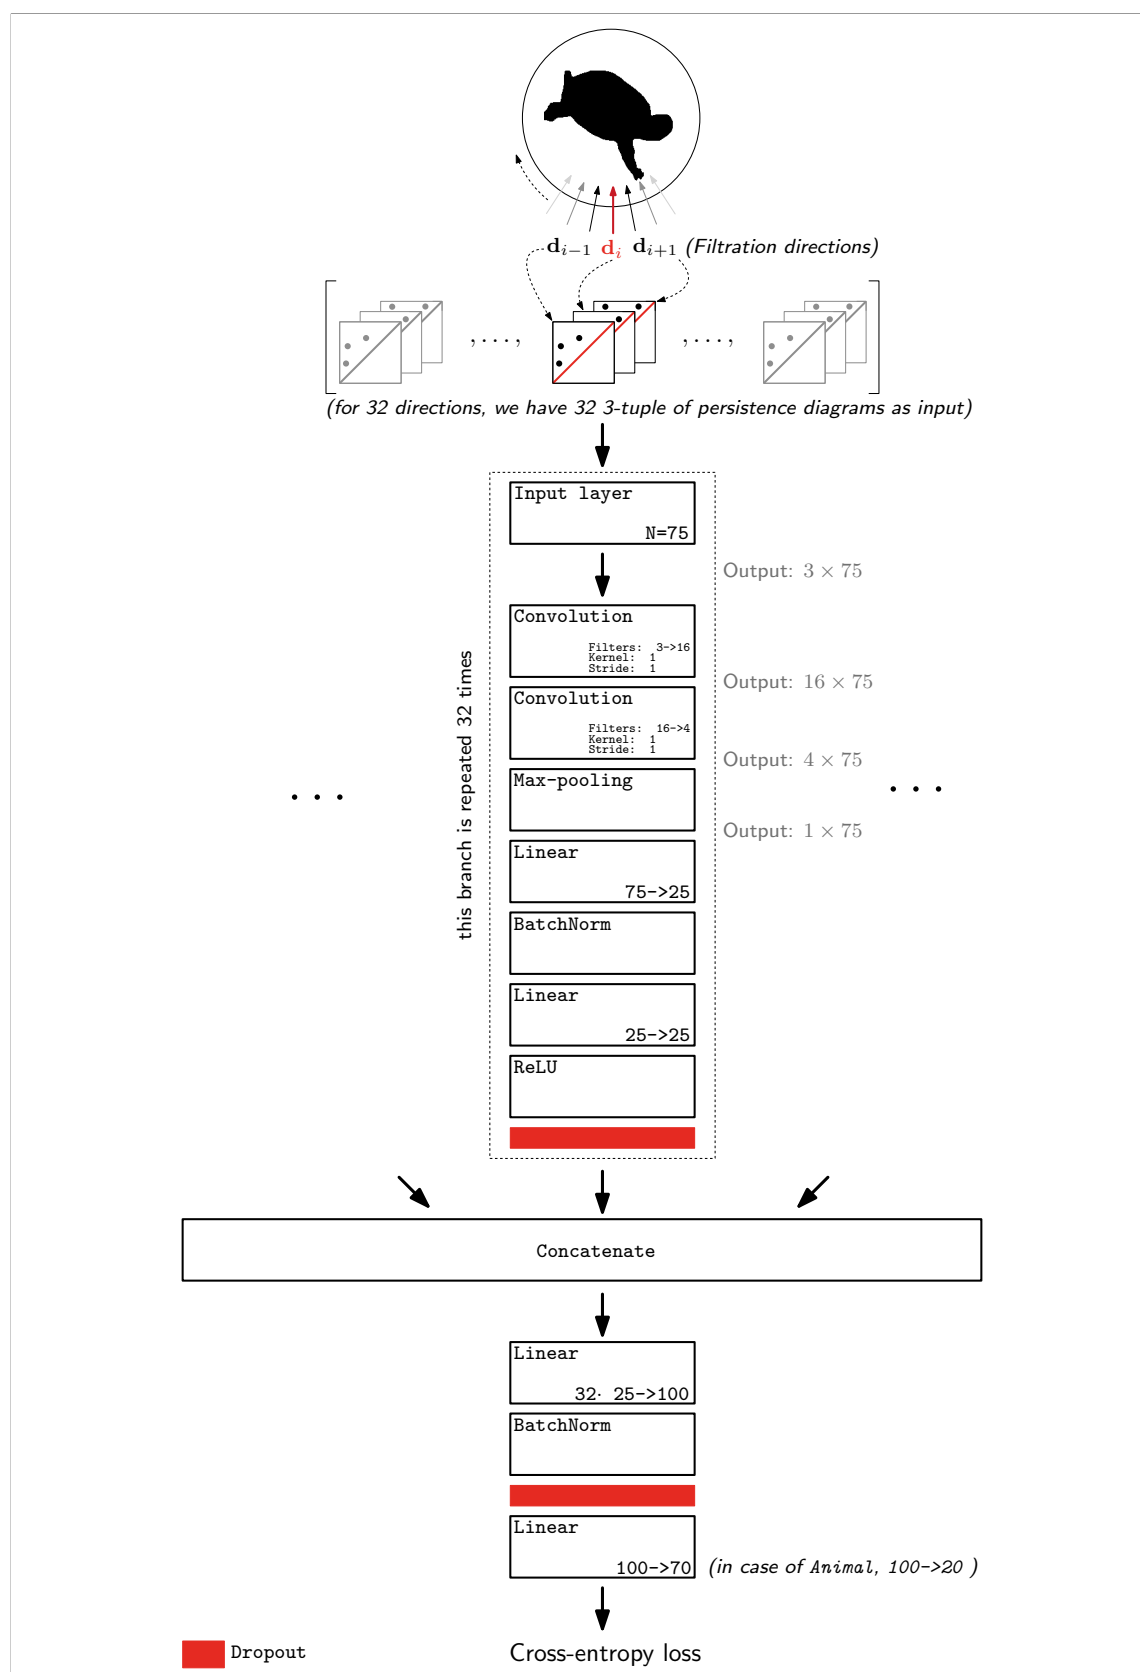 d_{i−1} d_i d_{i+1} (Filtration directions)
, . . . , , . . . ,
(for 32 directions, we have 32 3-tuple of persistence diagrams as input)
Input layer
N=75
Output: 3 × 75
Convolution
Filters: 3->16
Kernel: 1
Stride: 1
Output: 16 × 75
Convolution
Filters: 16->4
Kernel: 1
Stride: 1
Output: 4 × 75
Max-pooling
Output: 1 × 75
this branch is repeated 32 times
. . . . . .
Linear
75->25
BatchNorm
Linear
25->25
ReLU
Concatenate
Linear
32· 25->100
BatchNorm
Linear
100->70 (in case of Animal, 100->20 )
Dropout
Cross-entropy loss